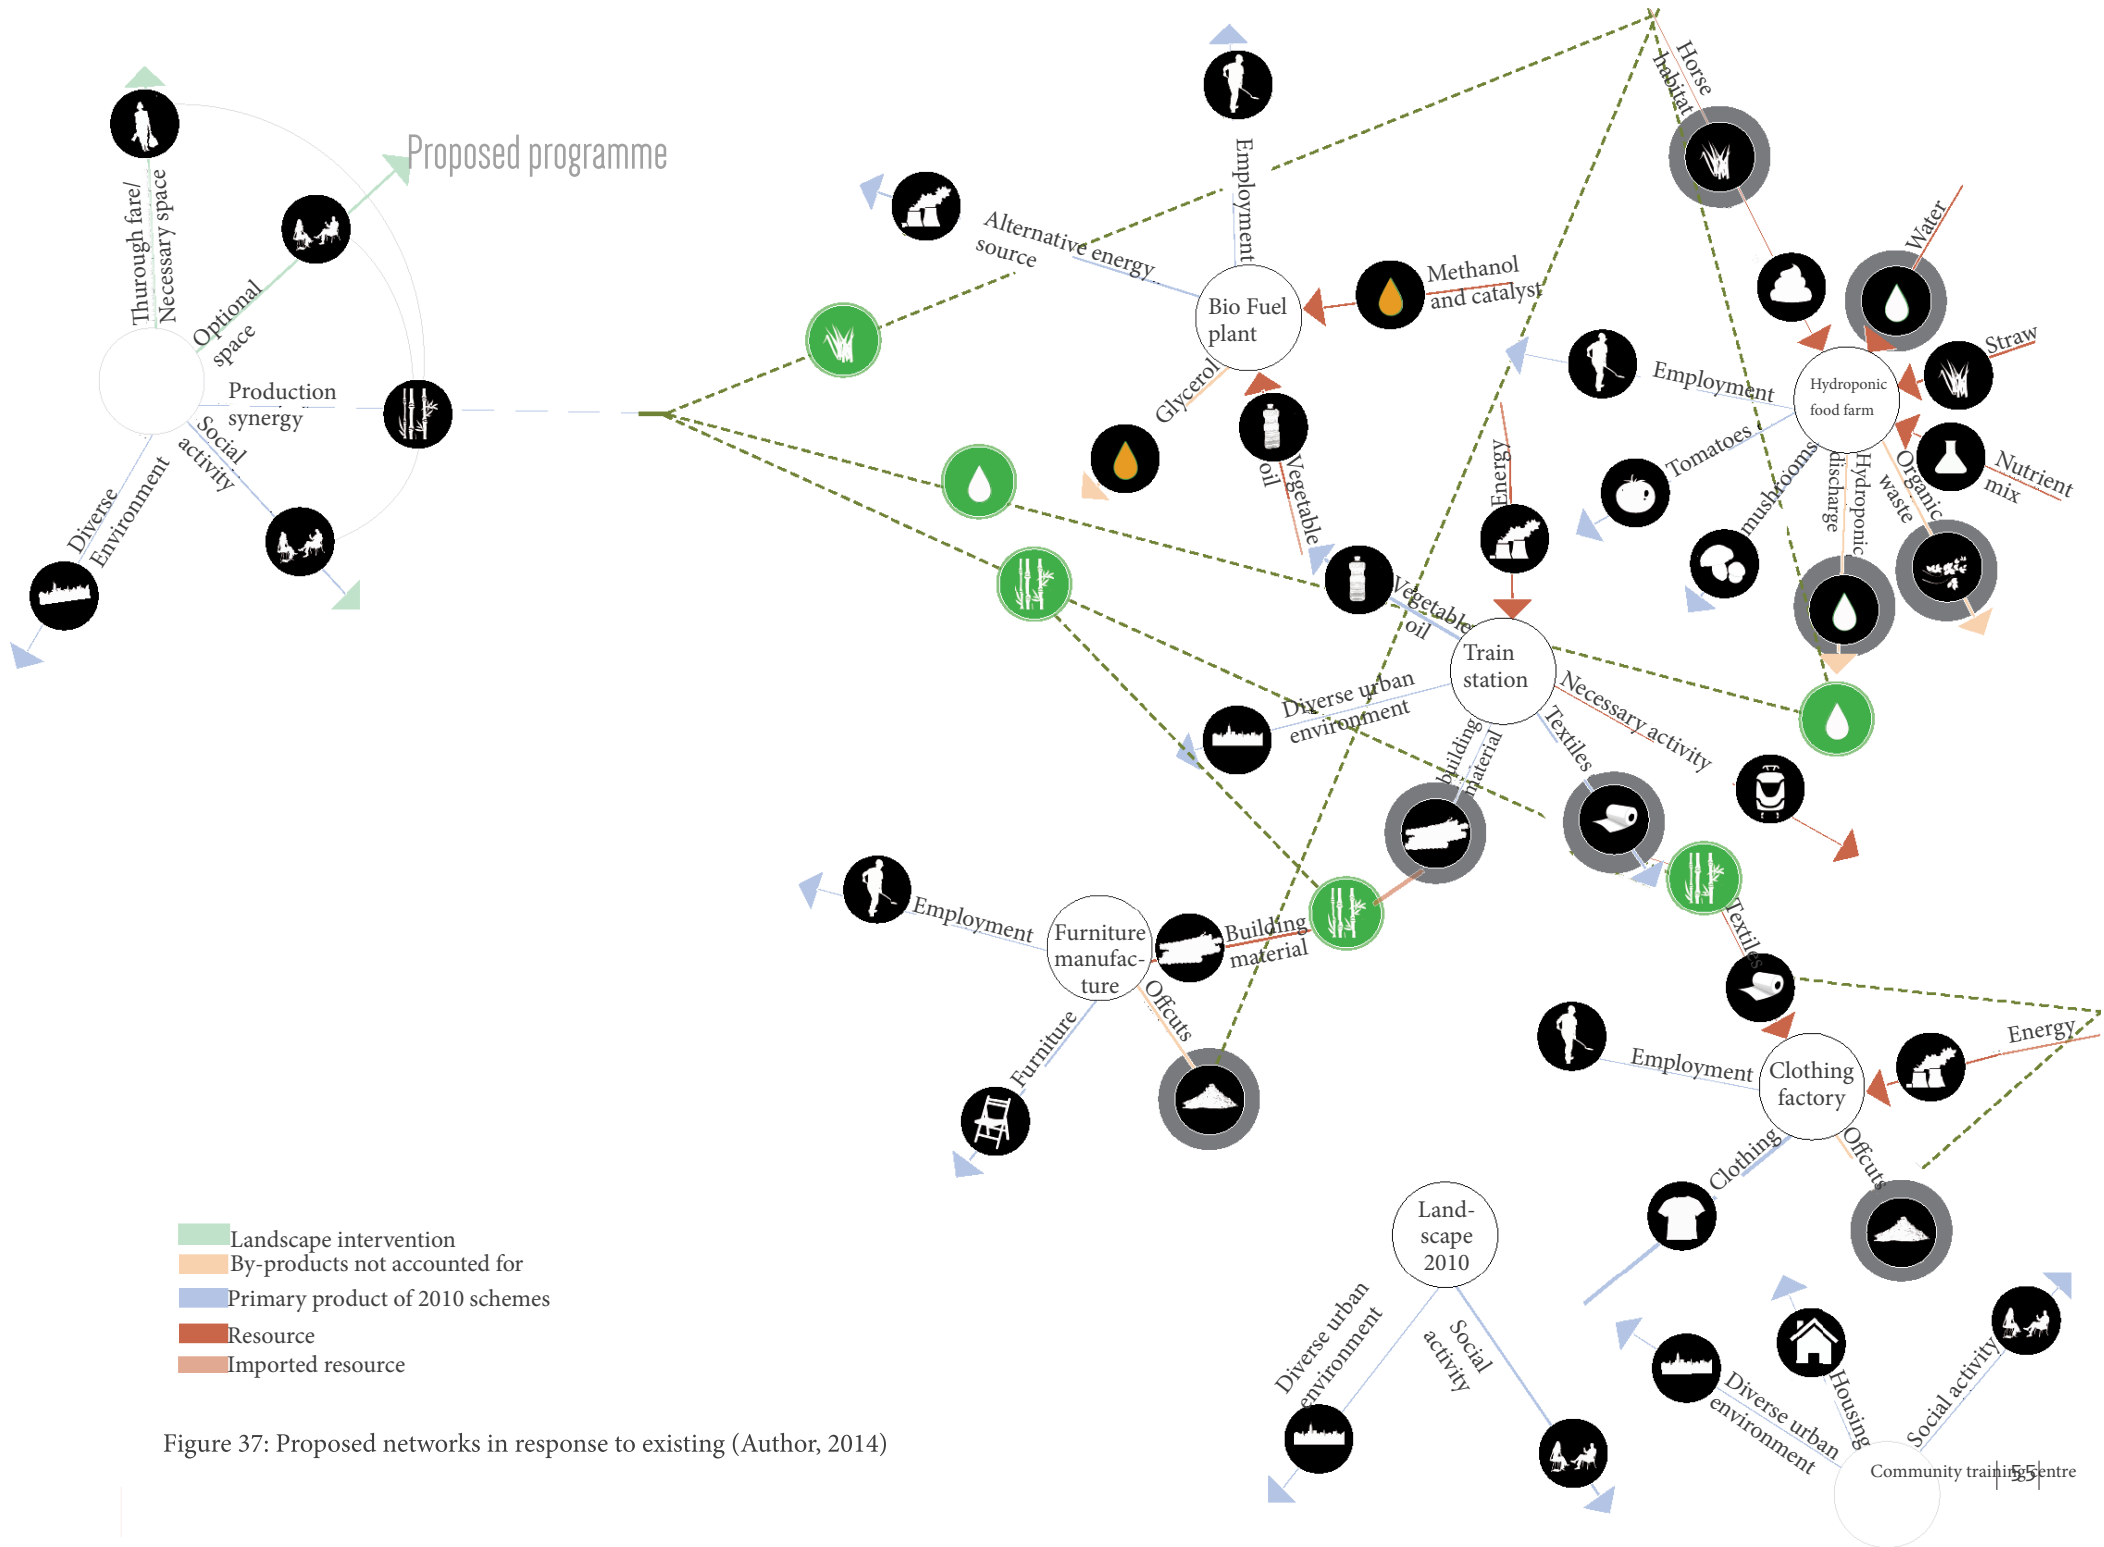 Proposed programme
Thurough fare/
Necessary space
Optional
space
Production
synergy
Social
activity
Diverse
Environment
Employment
Alternative energy
source
Bio Fuel
plant
Methanol
and catalyst
Glycerol
Vegetable
oil
Horse
habitat
Water
Straw
Hydroponic
food farm
Nutrient
mix
Organic
waste
Hydroponic
discharge
mushrooms
Tomatoes
Employment
Energy
Vegetable
oil
Train
station
Diverse urban
environment
building
material
Textiles
Necessary activity
Employment
Furniture
manufac-
ture
Building
material
Offcuts
Furniture
Textiles
Employment
Clothing
factory
Energy
Clothing
Offcuts
Land-
scape
2010
Diverse urban
environment
Social
activity
Diverse urban
environment
Housing
Social activity
Community training centre
Landscape intervention
By-products not accounted for
Primary product of 2010 schemes
Resource
Imported resource
Figure 37: Proposed networks in response to existing (Author, 2014)
| 55|